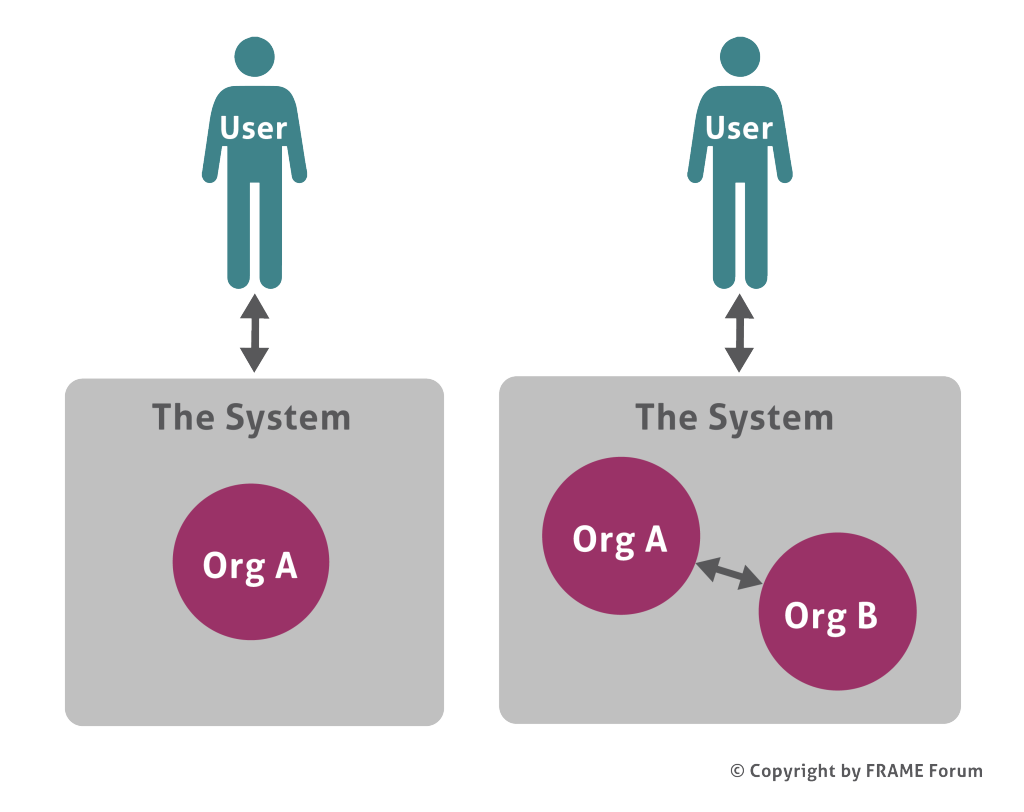 User
The System
Org A
User
The System
Org A
Org B
© Copyright by FRAME Forum